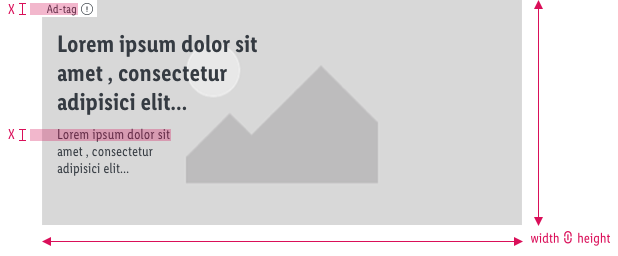 X Ad-tag
Lorem ipsum dolor sit
amet , consectetur
adipisici elit...
X Lorem ipsum dolor sit
amet , consectetur
adipisici elit...
width height